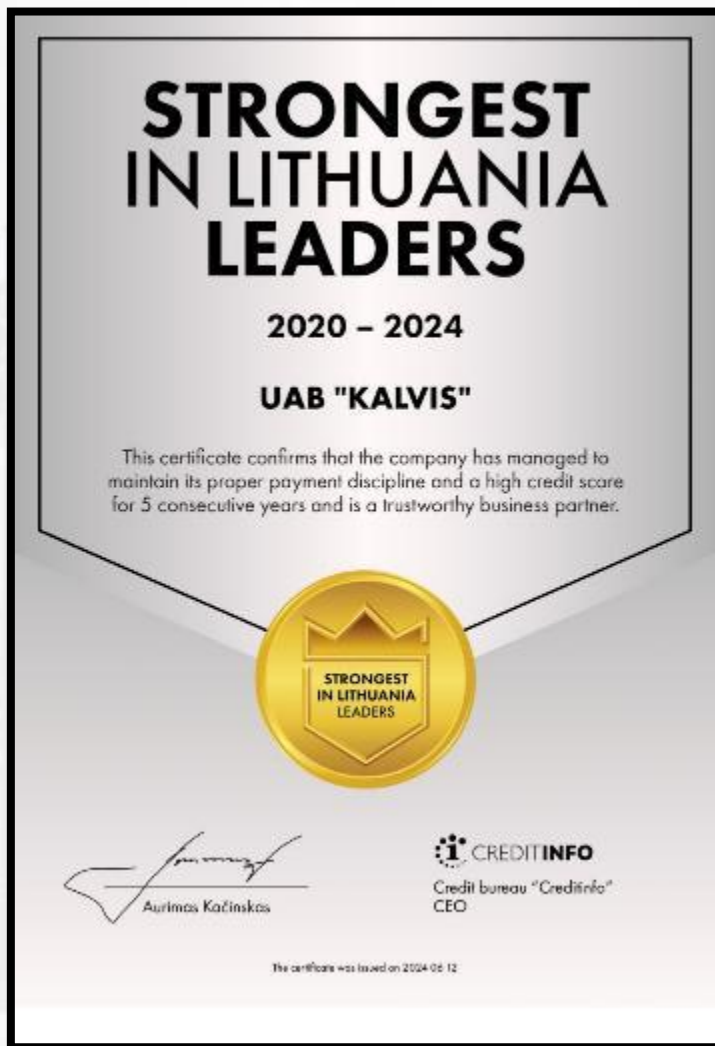 STRONGEST
IN LITHUANIA
LEADERS
2020 – 2024
UAB "KALVIS"
This certificate confirms that the company has managed to
maintain its proper payment discipline and a high credit score
for 5 consecutive years and is a trustworthy business partner.
STRONGEST
IN LITHUANIA
LEADERS
Aurimas Kačinskas
CREDITINFO
Credit bureau "Creditinfo"
CEO
The certificate was issued on 2024-06-12